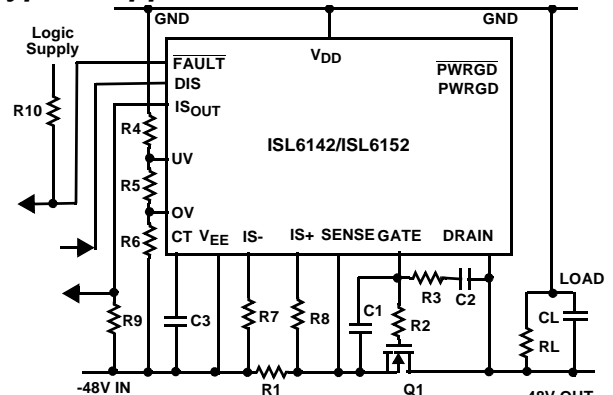 GND
GND
Logic
Supply
FAULT
VDD
PWRGD
PWRGD
DIS
ISOUT
R10
R4
ISL6142/ISL6152
UV
R5
OV
R6
CT
VEE
IS-
IS+
SENSE
GATE
DRAIN
R3
C2
LOAD
R9
C3
R7
R8
C1
R2
CL
RL
-48V IN
R1
Q1